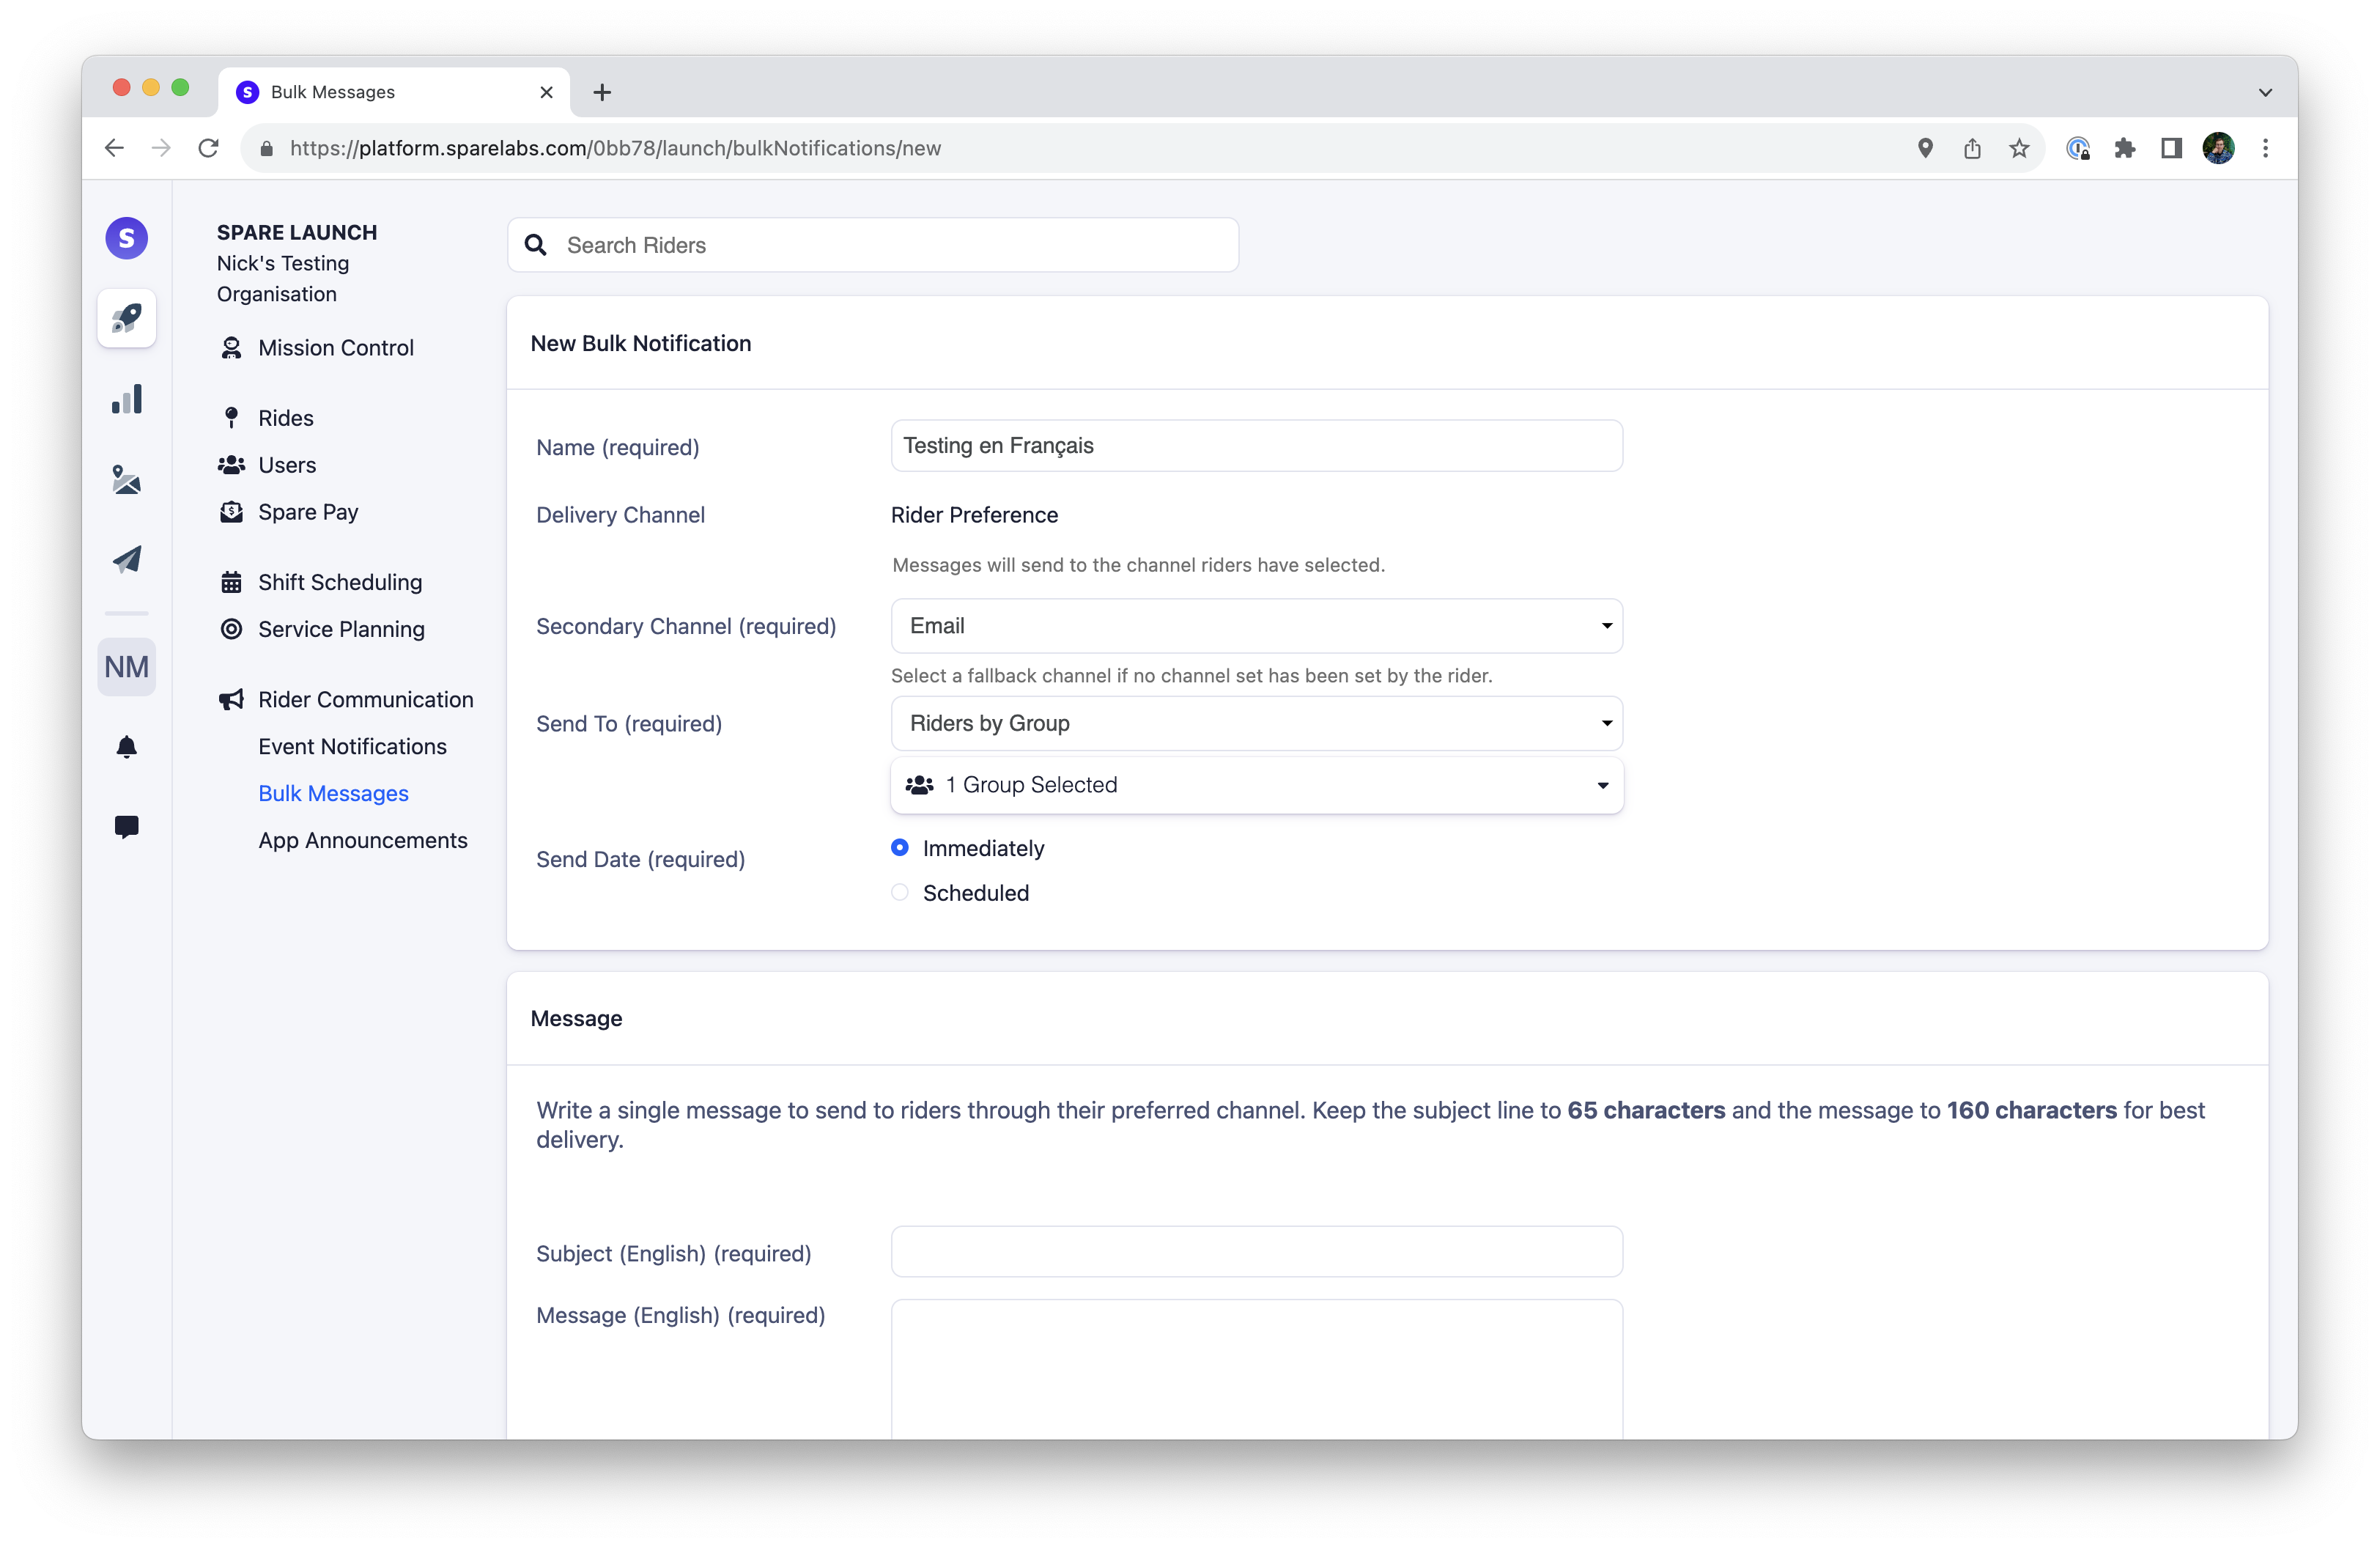 Bulk Messages
https://platform.sparelabs.com/0bb78/launch/bulkNotifications/new
S
SPARE LAUNCH
Nick's Testing
Organisation
Mission Control
Rides
Users
Spare Pay
Shift Scheduling
Service Planning
NM
Rider Communication
Event Notifications
Bulk Messages
App Announcements
Search Riders
New Bulk Notification
Name (required)
Testing en Français
Delivery Channel
Rider Preference
Messages will send to the channel riders have selected.
Secondary Channel (required)
Email
Select a fallback channel if no channel set has been set by the rider.
Send To (required)
Riders by Group
1 Group Selected
Send Date (required)
Immediately
Scheduled
Message
Write a single message to send to riders through their preferred channel. Keep the subject line to 65 characters and the message to 160 characters for best
delivery.
Subject (English) (required)
Message (English) (required)